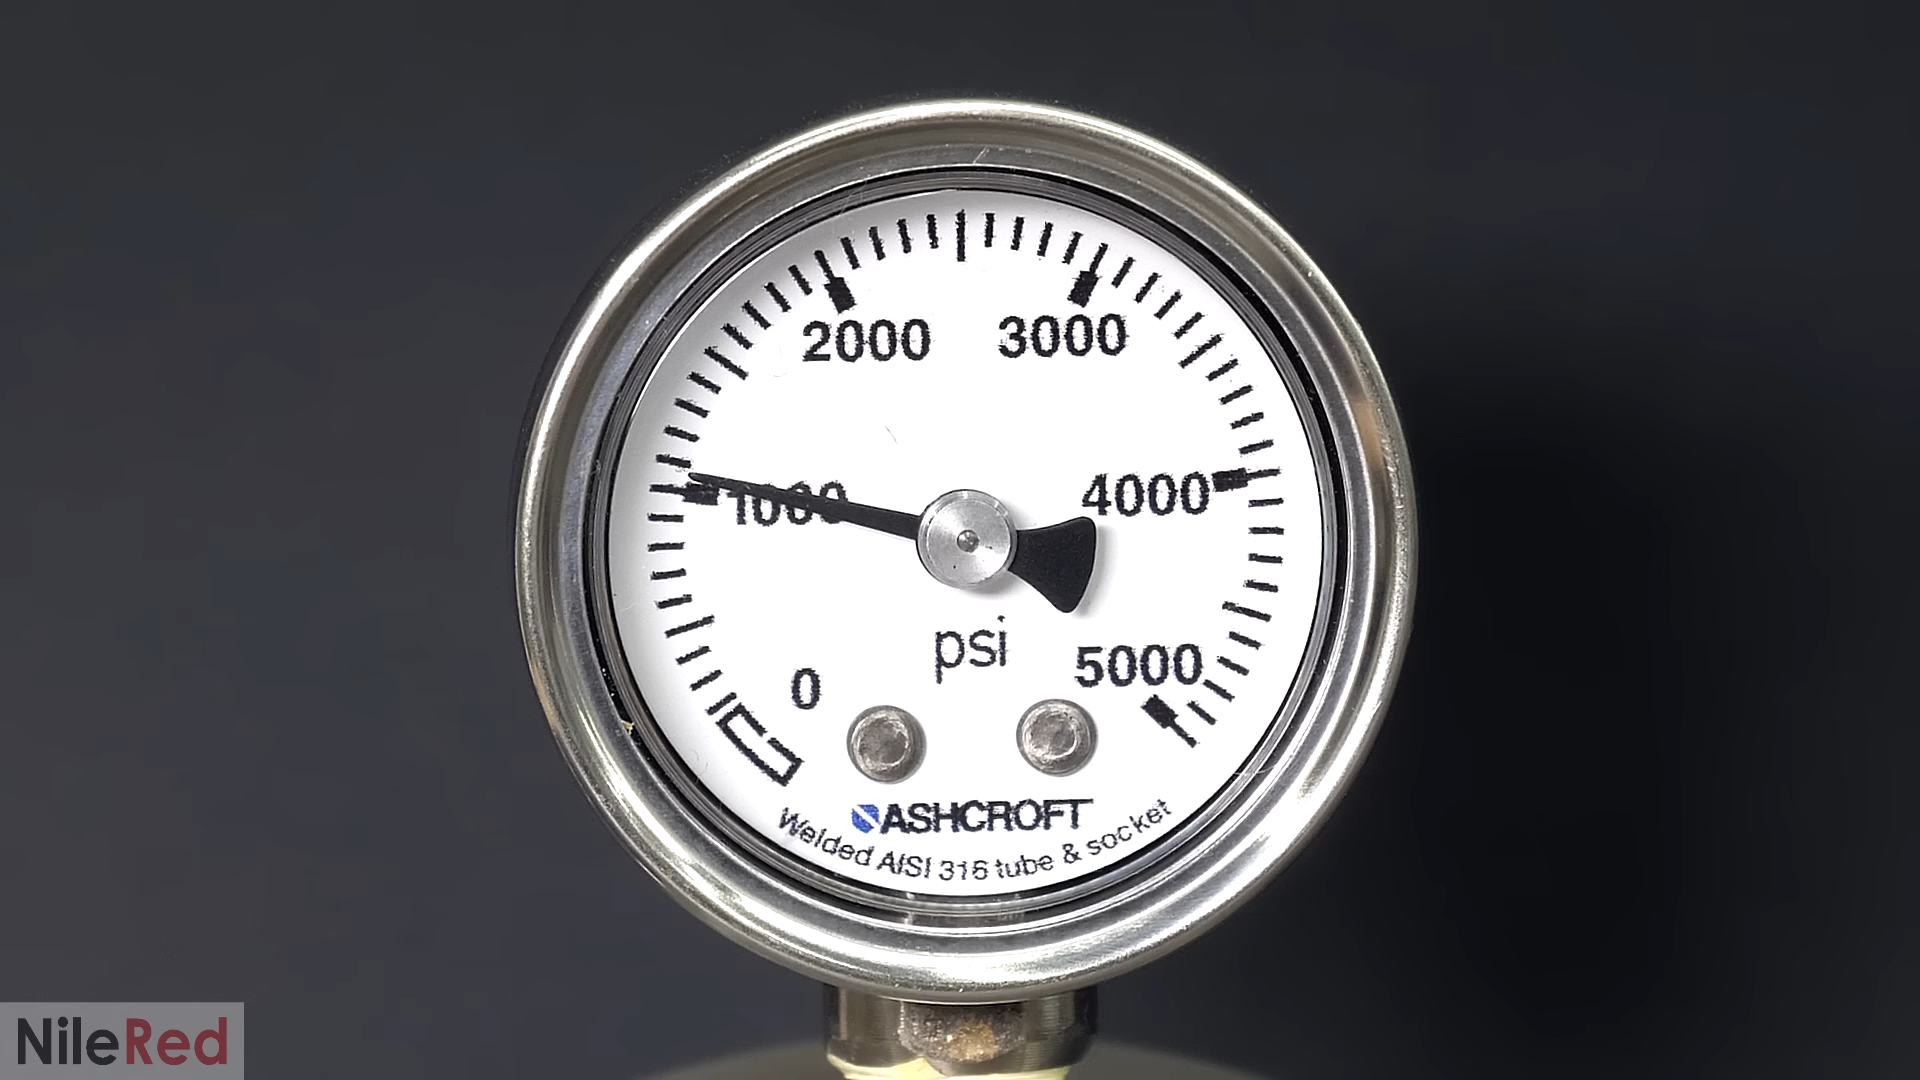 2000 3000
1000 4000
psi
0 5000
ASHCROFT
Welded AISI 316 tube & socket
NileRed